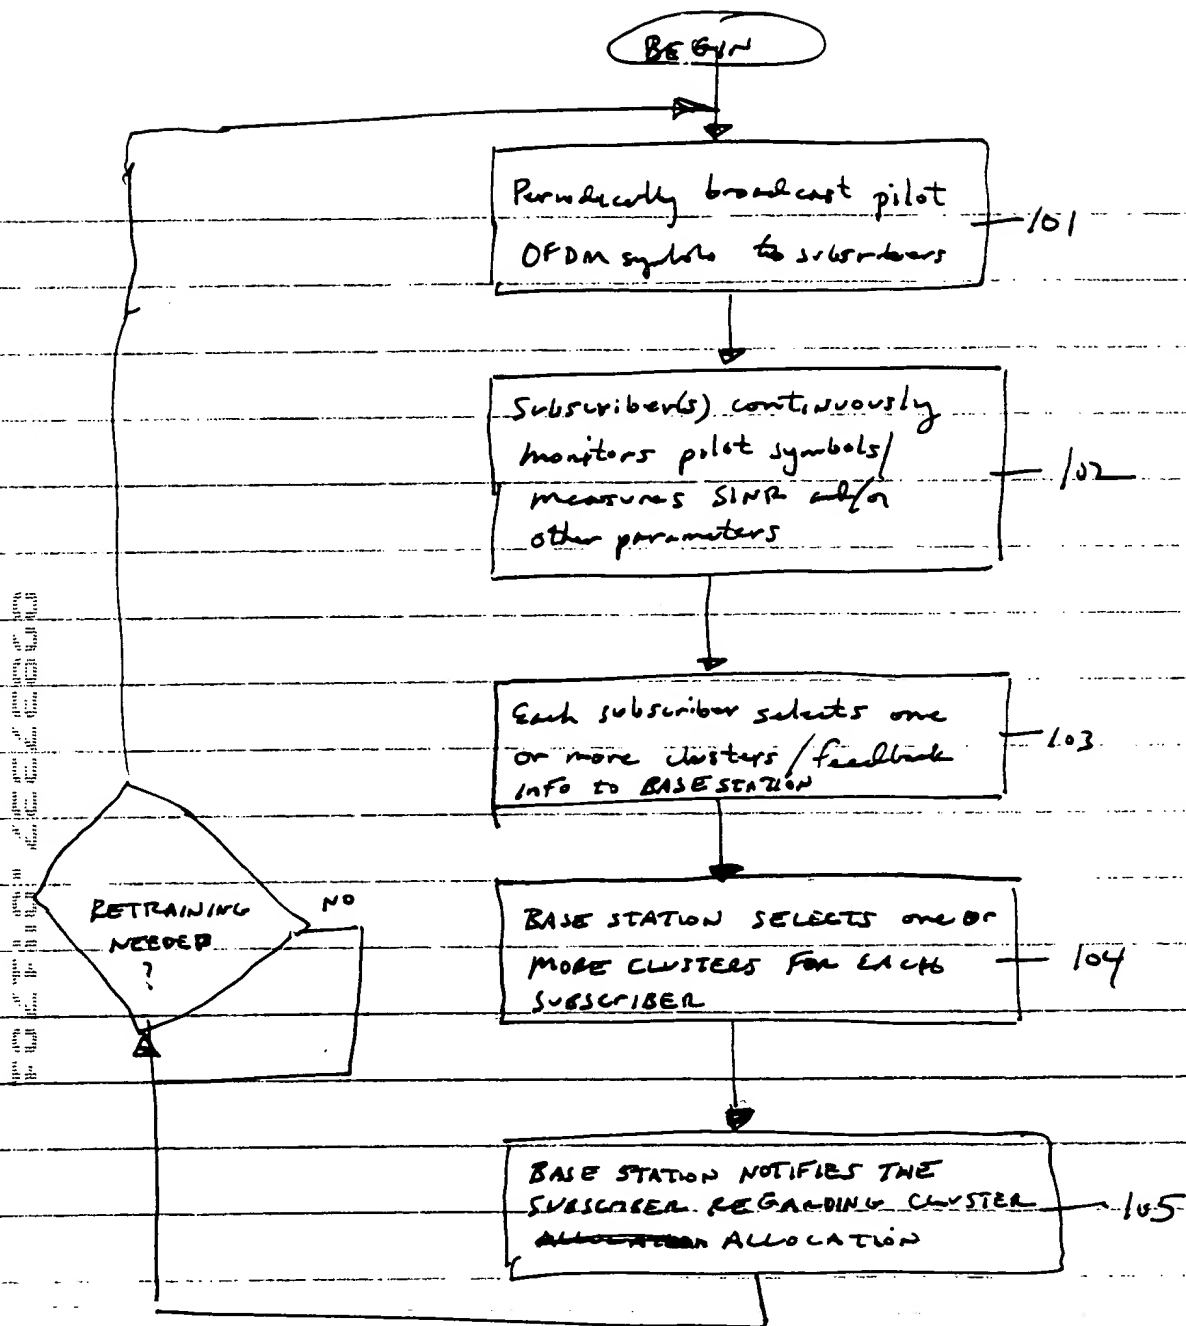 BEGIN
Periodically broadcast pilot
OFDM symbols to subscribers
101
Subscriber(s) continuously
monitors pilot symbols/
measures SINR and/or
other parameters
102
Each subscriber selects one
or more clusters/feedback
info to BASE STATION
103
RETRAINING
NEEDED
?
NO
BASE STATION SELECTS one or
MORE CLUSTERS FOR EACH
SUBSCRIBER
104
BASE STATION NOTIFIES THE
SUBSCRIBER REGARDING CLUSTER
ALLOCATION
105